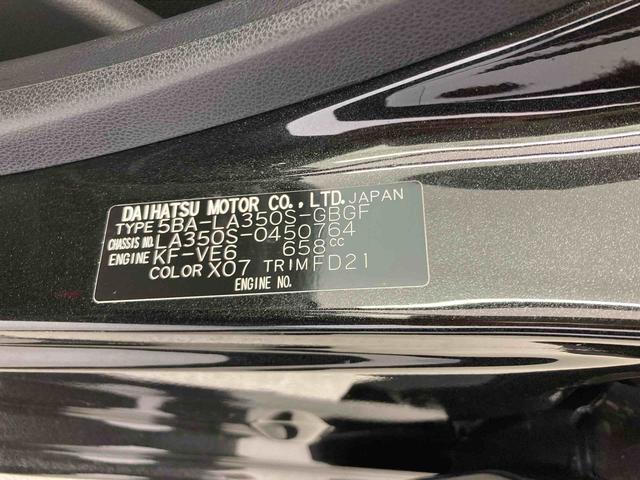 DAIHATSU MOTOR CO.,LTD.JAPAN
TYPE 5BA-LA350S-GBGF
CHASSIS NO. LA350S-0450764
ENGINE KF-VE6 658cc
COLOR X07 TRIM FD21
ENGINE NO.